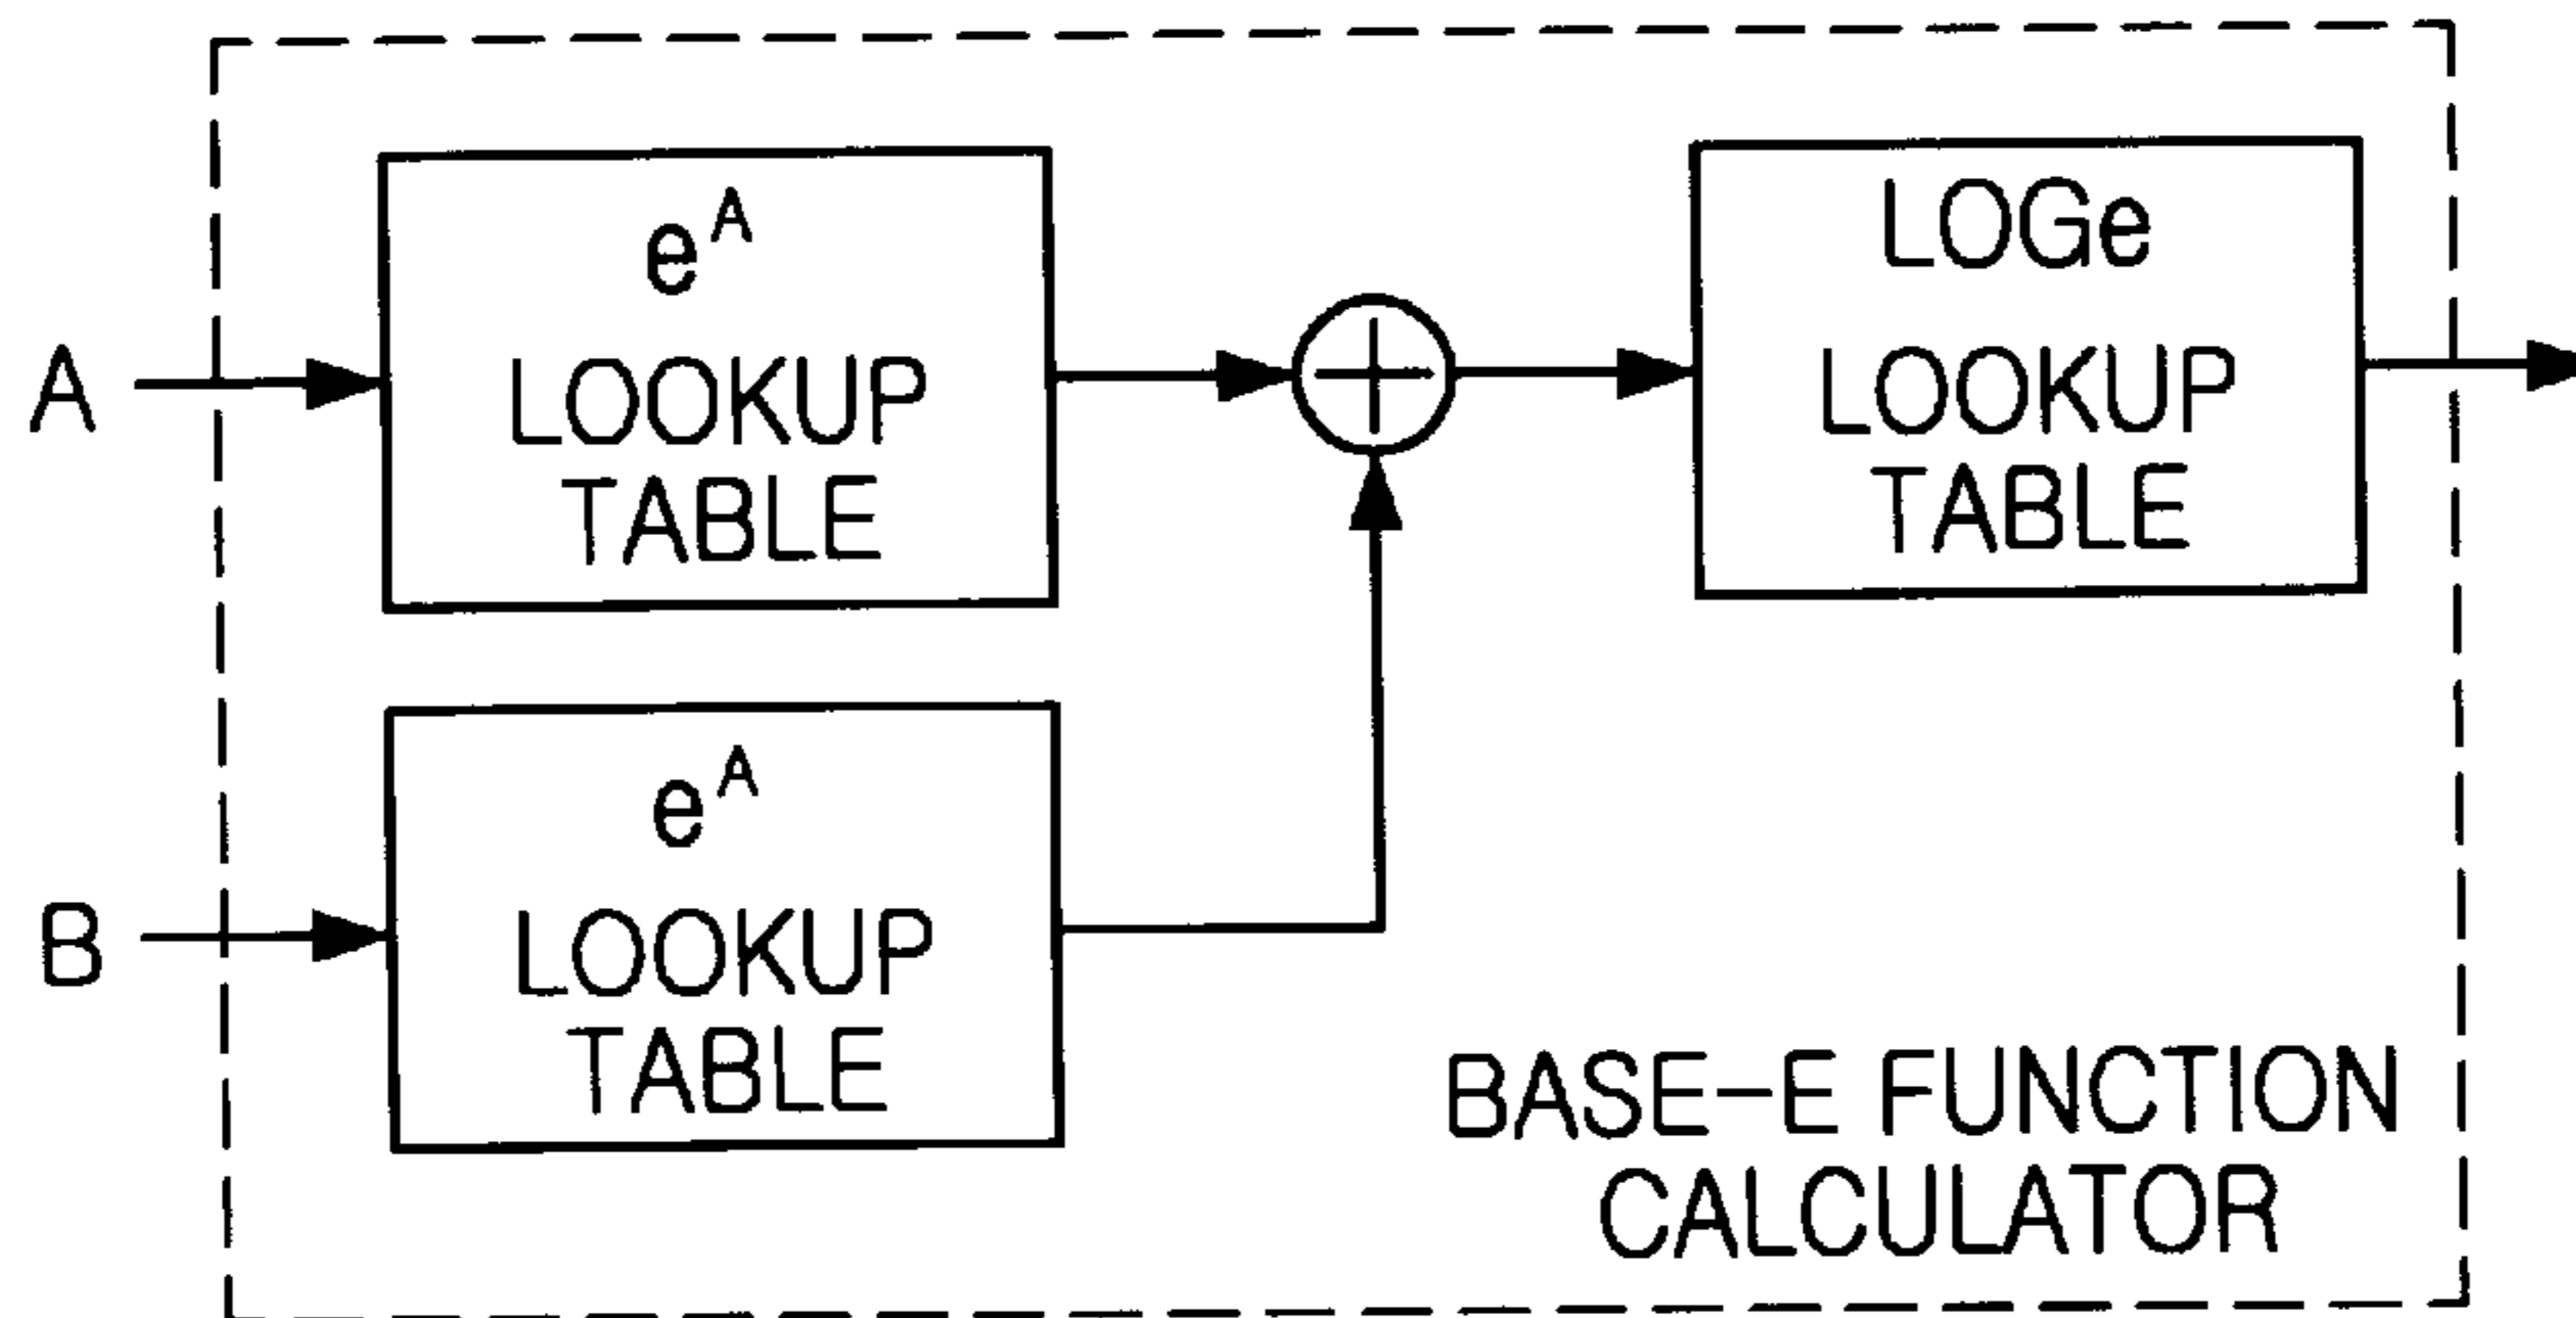 A
e^A
LOOKUP
TABLE
LOGe
LOOKUP
TABLE
B
e^A
LOOKUP
TABLE
BASE-E FUNCTION
CALCULATOR